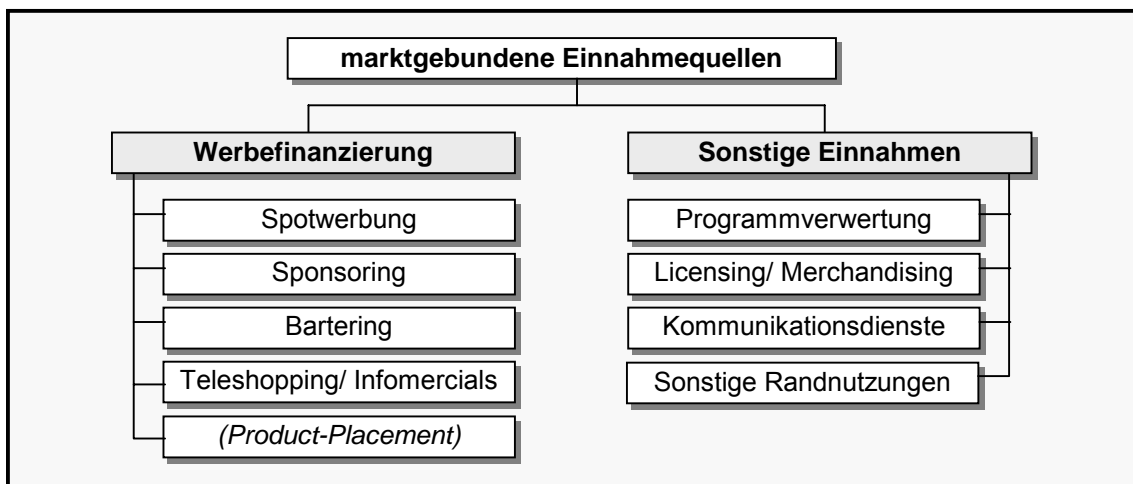 marktgebundene Einnahmequellen
Werbefinanzierung
Spotwerbung
Sponsoring
Bartering
Teleshopping/ Infomercials
(Product-Placement)
Sonstige Einnahmen
Programmverwertung
Licensing/ Merchandising
Kommunikationsdienste
Sonstige Randnutzungen